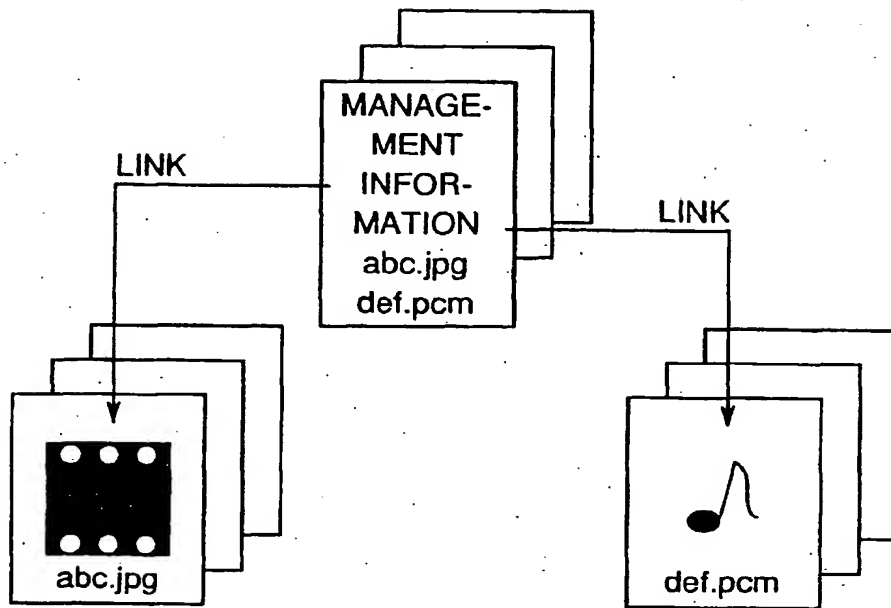 MANAGE-
MENT
INFOR-
MATION
abc.jpg
def.pcm
LINK
LINK
abc.jpg
def.pcm